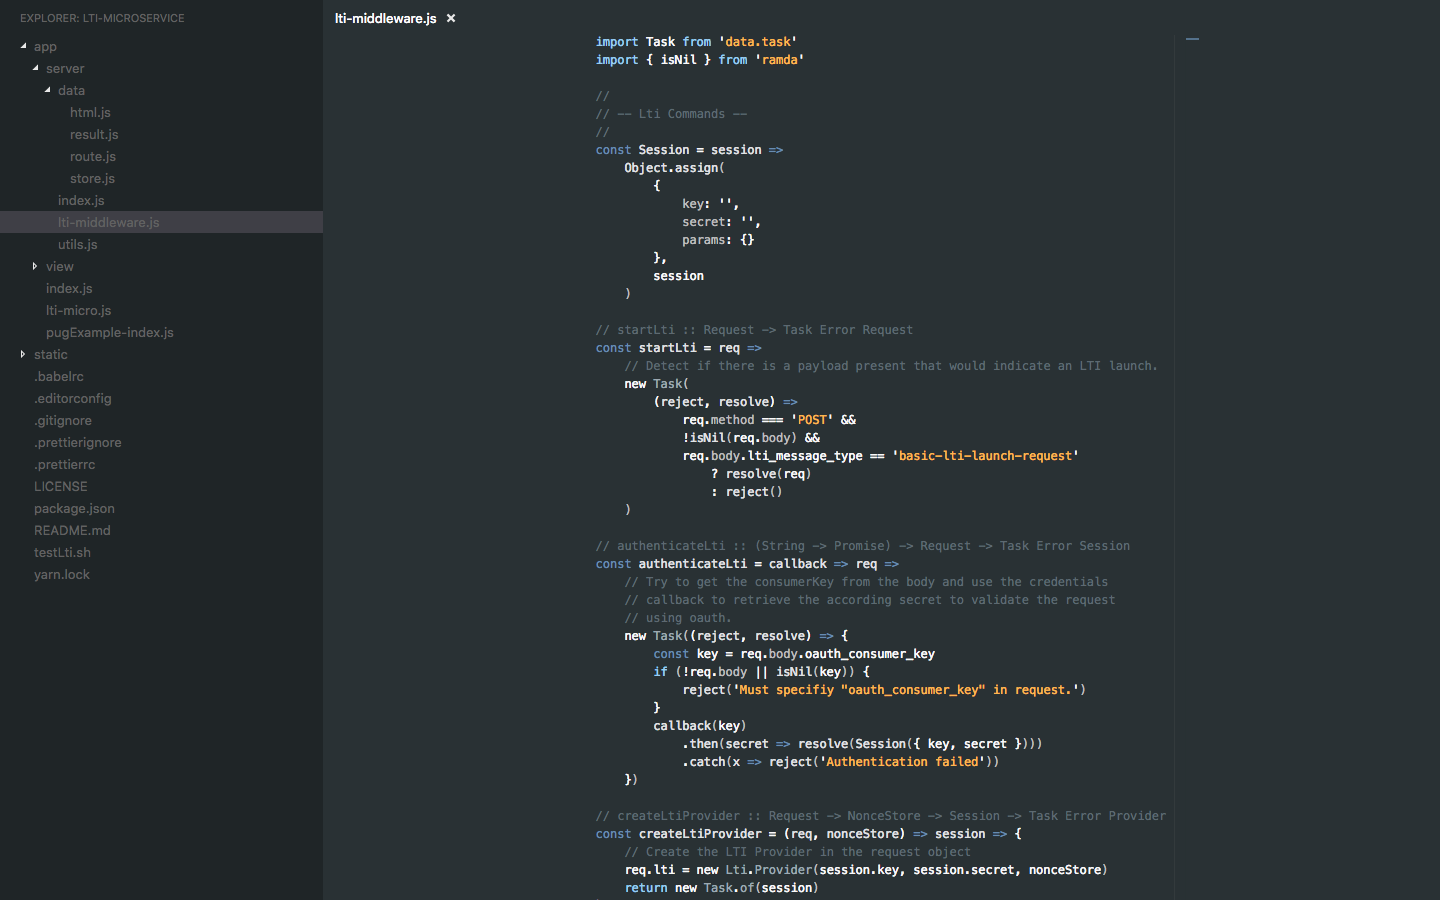 EXPLORER: LTI-MICROSERVICE
app
server
data
html.js
result.js
route.js
store.js
index.js
lti-middleware.js
utils.js
view
index.js
lti-micro.js
pugExample-index.js
static
.babelrc
.editorconfig
.gitignore
.prettierignore
.prettierrc
LICENSE
package.json
README.md
testLti.sh
yarn.lock
lti-middleware.js ×
import Task from 'data.task'
import { isNil } from 'ramda'
//
// -- Lti Commands --
//
const Session = session =>
Object.assign(
{
key: '',
secret: '',
params: {}
},
session
)
// startLti :: Request -> Task Error Request
const startLti = req =>
// Detect if there is a payload present that would indicate an LTI launch.
new Task(
(reject, resolve) =>
req.method === 'POST' &&
!isNil(req.body) &&
req.body.lti_message_type == 'basic-lti-launch-request'
? resolve(req)
: reject()
)
// authenticateLti :: (String -> Promise) -> Request -> Task Error Session
const authenticateLti = callback => req =>
// Try to get the consumerKey from the body and use the credentials
// callback to retrieve the according secret to validate the request
// using oauth.
new Task((reject, resolve) => {
const key = req.body.oauth_consumer_key
if (!req.body || isNil(key)) {
reject('Must specifiy "oauth_consumer_key" in request.')
}
callback(key)
.then(secret => resolve(Session({ key, secret })))
.catch(x => reject('Authentication failed'))
})
// createLtiProvider :: Request -> NonceStore -> Session -> Task Error Provider
const createLtiProvider = (req, nonceStore) => session => {
// Create the LTI Provider in the request object
req.lti = new Lti.Provider(session.key, session.secret, nonceStore)
return new Task.of(session)